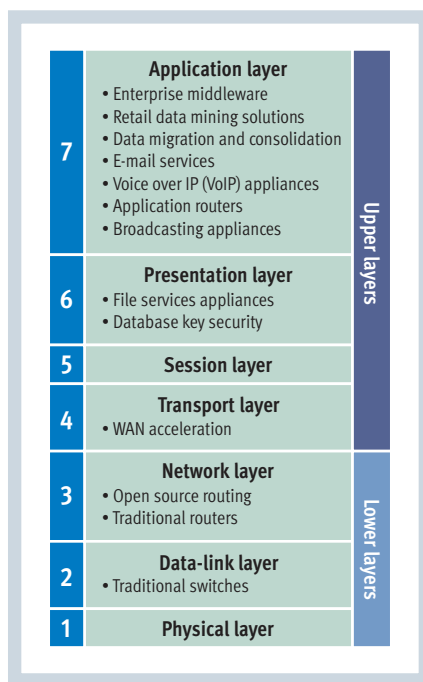 7
Application layer
• Enterprise middleware
• Retail data mining solutions
• Data migration and consolidation
• E-mail services
• Voice over IP (VoIP) appliances
• Application routers
• Broadcasting appliances
6
Presentation layer
• File services appliances
• Database key security
5
Session layer
4
Transport layer
• WAN acceleration
Upper layers
3
Network layer
• Open source routing
• Traditional routers
2
Data-link layer
• Traditional switches
1
Physical layer
Lower layers